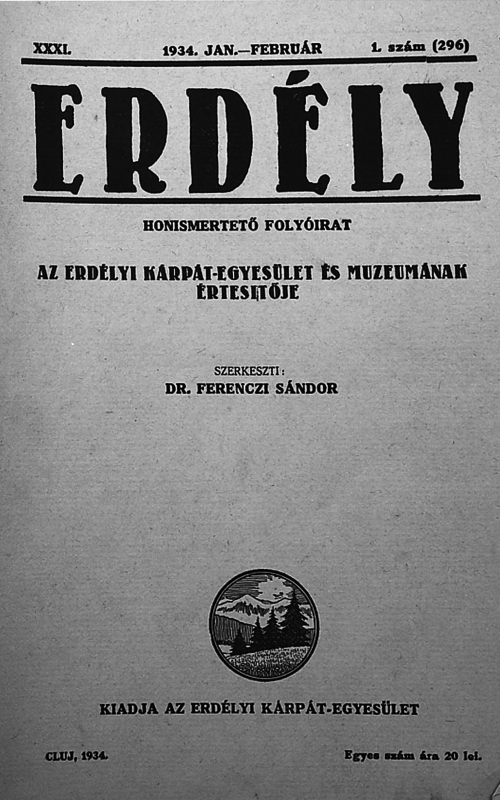 XXXI. 1934. JAN.—FEBRUÁR 1. szám (296)
ERDÉLY
HONISMERTETŐ FOLYÓIRAT
AZ ERDÉLYI KÁRPÁT-EGYESÜLET ÉS MUZEUMÁNAK
ÉRTESITŐJE
SZERKESZTI:
DR. FERENCZI SÁNDOR
KIADJA AZ ERDÉLYI KÁRPÁT-EGYESÜLET
CLUJ, 1934. Egyes szám ára 20 lei.